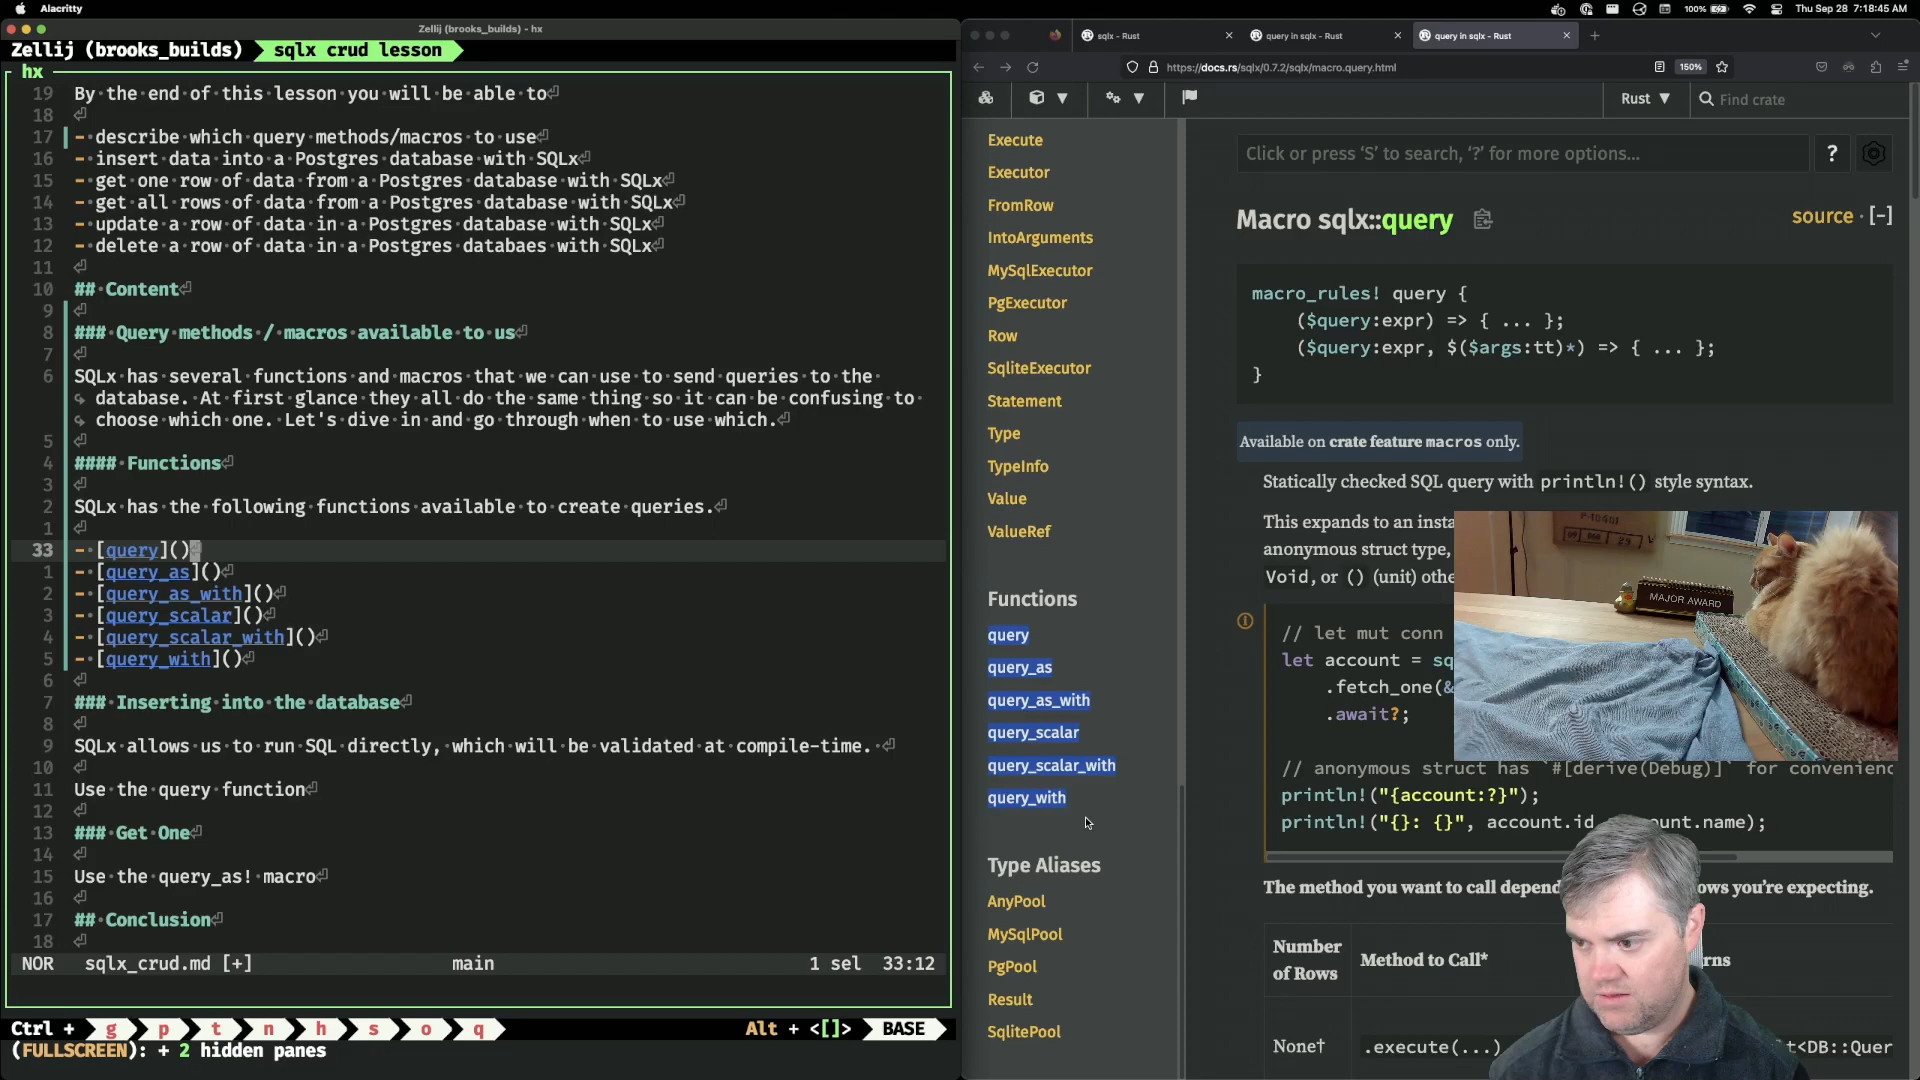 Alacritty
100%
Thu Sep 28 7:18:45 AM
Zellij (brooks_builds) - hx
Zellij (brooks_builds) sqlx crud lesson
hx
19 By the end of this lesson you will be able to
18
17 - describe which query methods/macros to use
16 - insert data into a Postgres database with SQLx
15 - get one row of data from a Postgres database with SQLx
14 - get all rows of data from a Postgres database with SQLx
13 - update a row of data in a Postgres database with SQLx
12 - delete a row of data in a Postgres databaes with SQLx
11
10 ## Content
9
8 ### Query methods / macros available to us
7
6 SQLx has several functions and macros that we can use to send queries to the
database. At first glance they all do the same thing so it can be confusing to
choose which one. Let's dive in and go through when to use which.
5
4 #### Functions
3
2 SQLx has the following functions available to create queries.
1
33 - [query]()
1 - [query_as]()
2 - [query_as_with]()
3 - [query_scalar]()
4 - [query_scalar_with]()
5 - [query_with]()
6
7 ### Inserting into the database
8
9 SQLx allows us to run SQL directly, which will be validated at compile-time.
10
11 Use the query function
12
13 ### Get One
14
15 Use the query_as! macro
16
17 ## Conclusion
18
NOR sqlx_crud.md [+] main 1 sel 33:12
Ctrl + g p t n h s o q Alt + <[]> BASE
(FULLSCREEN): + 2 hidden panes
sqlx - Rust
query in sqlx - Rust
query in sqlx - Rust
https://docs.rs/sqlx/0.7.2/sqlx/macro.query.html
150%
Rust
Find crate
Execute
Executor
FromRow
IntoArguments
MySqlExecutor
PgExecutor
Row
SqliteExecutor
Statement
Type
TypeInfo
Value
ValueRef
Functions
query
query_as
query_as_with
query_scalar
query_scalar_with
query_with
Type Aliases
AnyPool
MySqlPool
PgPool
Result
SqlitePool
Click or press ‘S’ to search, ‘?’ for more options…
?
Macro sqlx::query
source · [-]
macro_rules! query {
($query:expr) => { ... };
($query:expr, $($args:tt)*) => { ... };
}
Available on crate feature macros only.
Statically checked SQL query with println!() style syntax.
This expands to an insta
anonymous struct type,
Void, or () (unit) othe
// let mut conn
let account = sq
.fetch_one(&
.await?;
// anonymous struct has `#[derive(Debug)]` for convenienc
println!("{account:?}");
println!("{}: {}", account.id, account.name);
MAJOR AWARD
The method you want to call depend ows you’re expecting.
Number
of Rows
Method to Call*
rns
None†
.execute(...)
t<DB::Quer